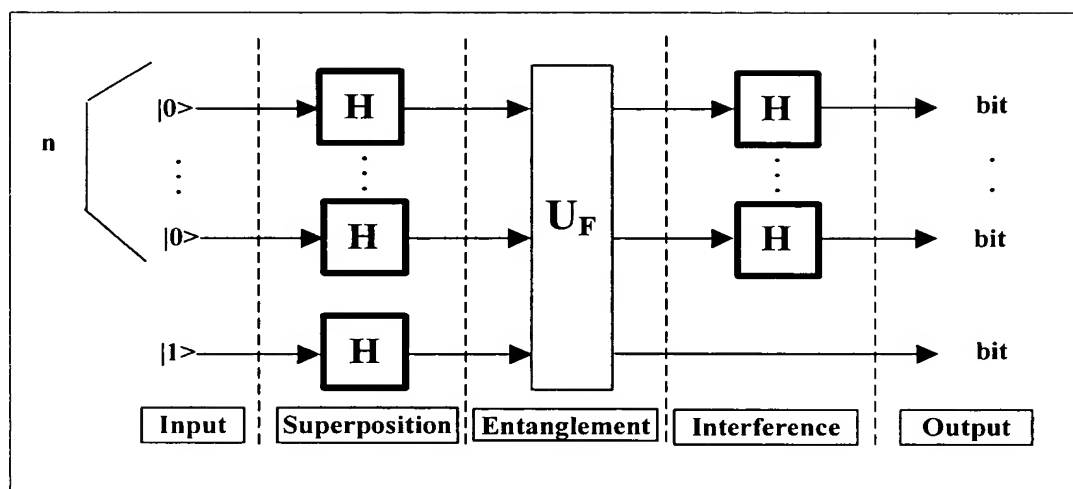 |0> H H bit
n
U_F
|0> H H bit
|1> H bit
Input Superposition Entanglement Interference Output